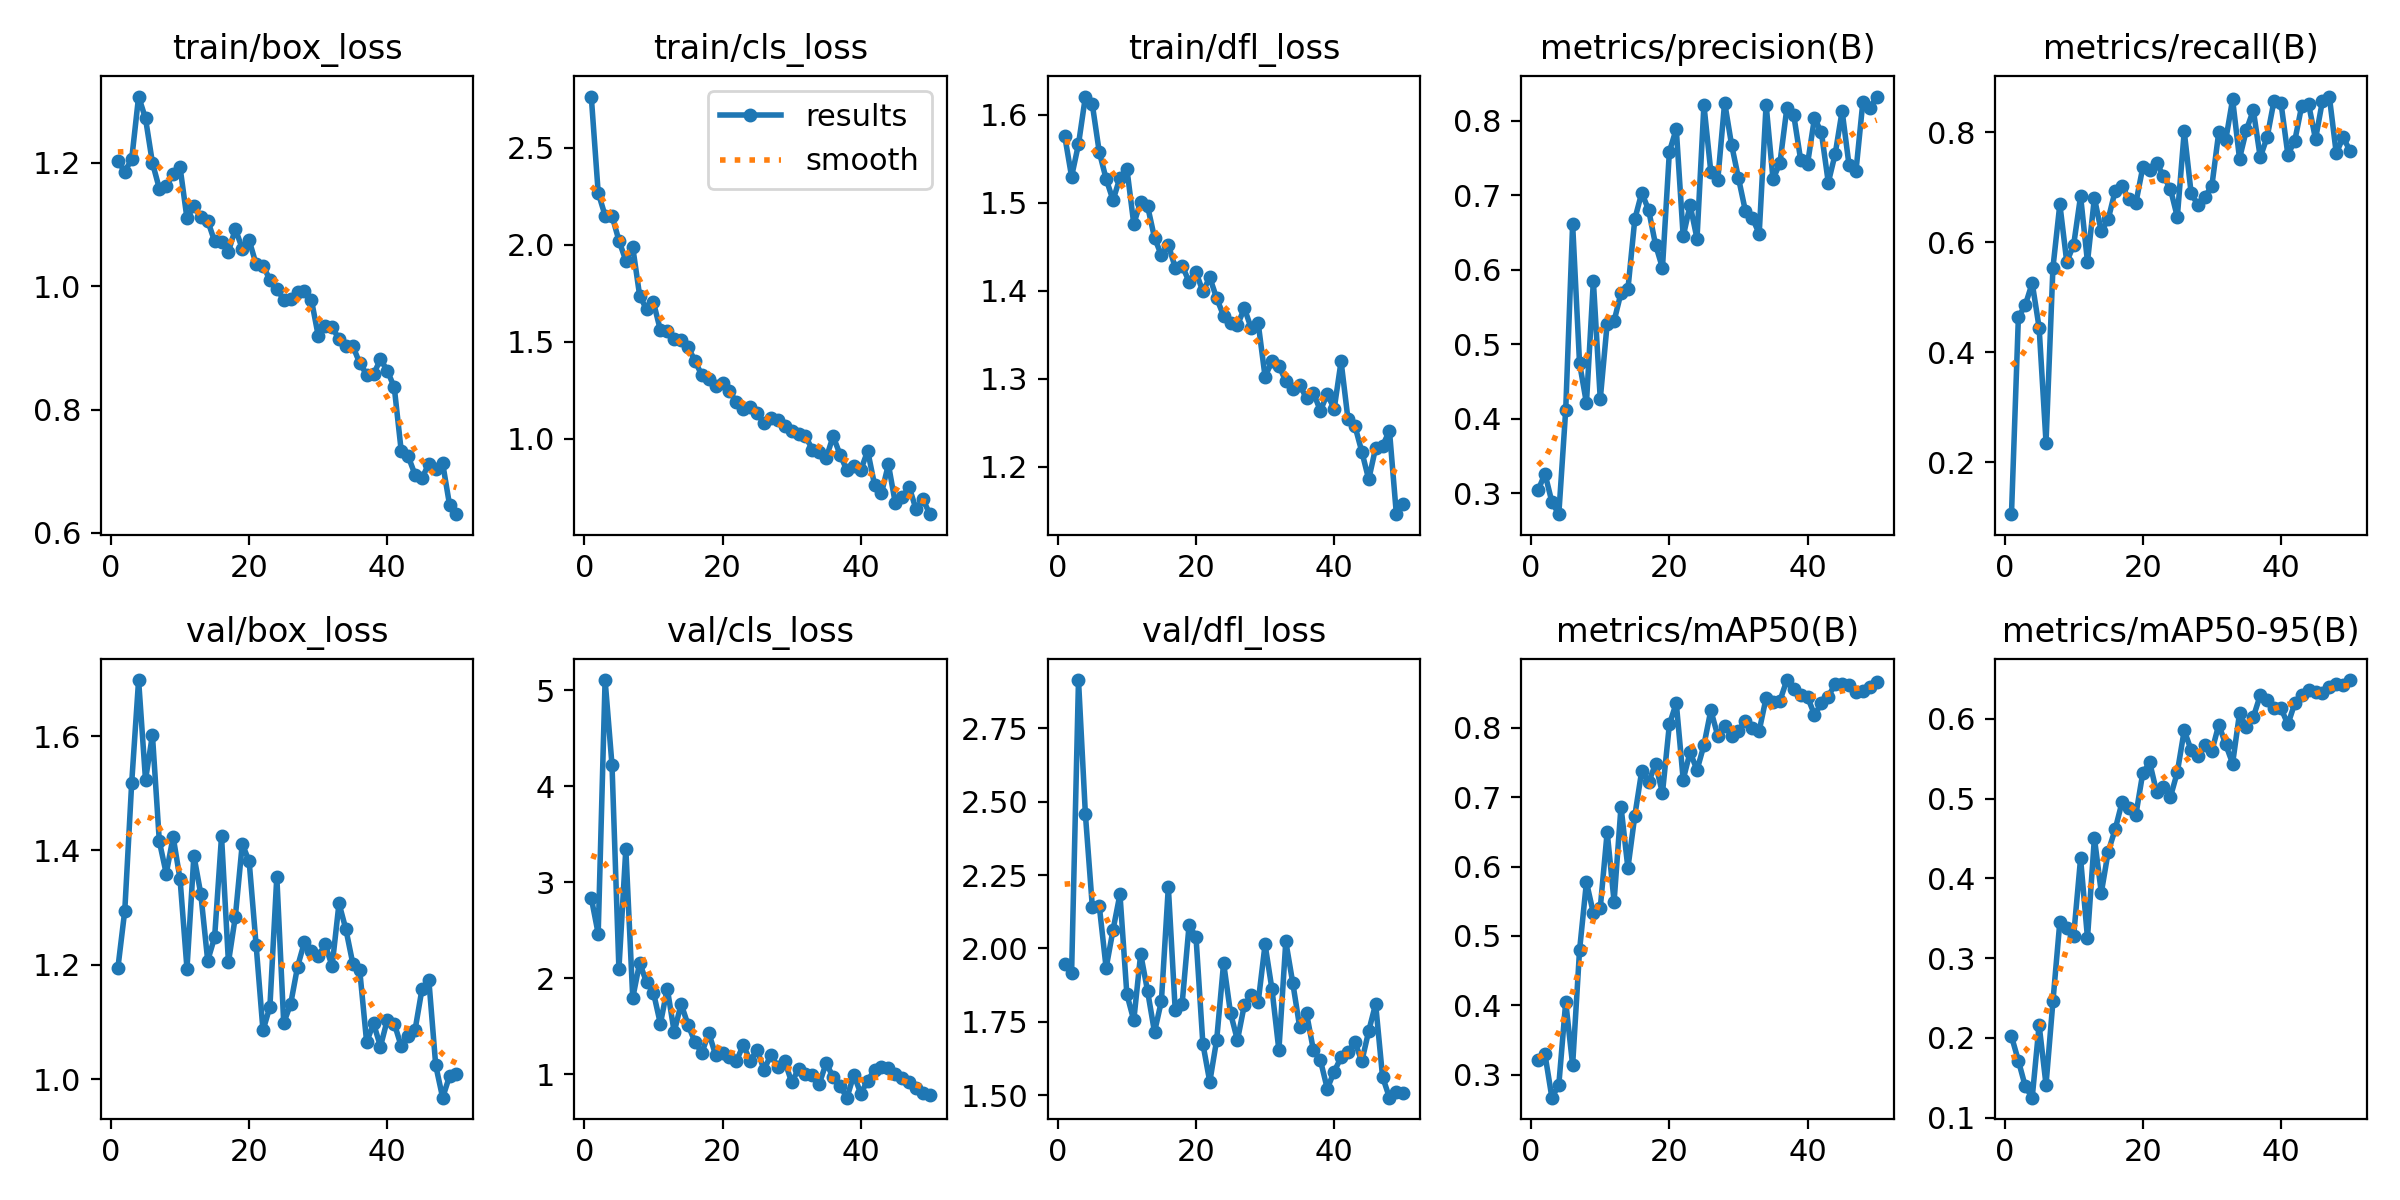 train/box_loss
1.2
1.0
0.8
0.6
0 20 40
train/cls_loss
results
smooth
2.5
2.0
1.5
1.0
0 20 40
train/dfl_loss
1.6
1.5
1.4
1.3
1.2
0 20 40
metrics/precision(B)
0.8
0.7
0.6
0.5
0.4
0.3
0 20 40
metrics/recall(B)
0.8
0.6
0.4
0.2
0 20 40
val/box_loss
1.6
1.4
1.2
1.0
0 20 40
val/cls_loss
5
4
3
2
1
0 20 40
val/dfl_loss
2.75
2.50
2.25
2.00
1.75
1.50
0 20 40
metrics/mAP50(B)
0.8
0.7
0.6
0.5
0.4
0.3
0 20 40
metrics/mAP50-95(B)
0.6
0.5
0.4
0.3
0.2
0.1
0 20 40